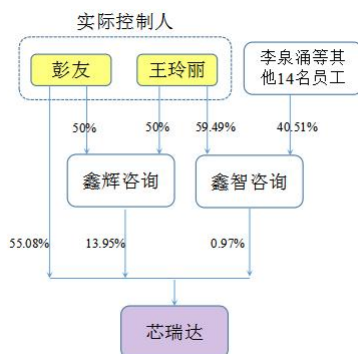 实际控制人
彭友
王玲丽
李泉涌等其
他14名员工
50%
50%
59.49%
40.51%
鑫辉咨询
鑫智咨询
55.08%
13.95%
0.97%
芯瑞达